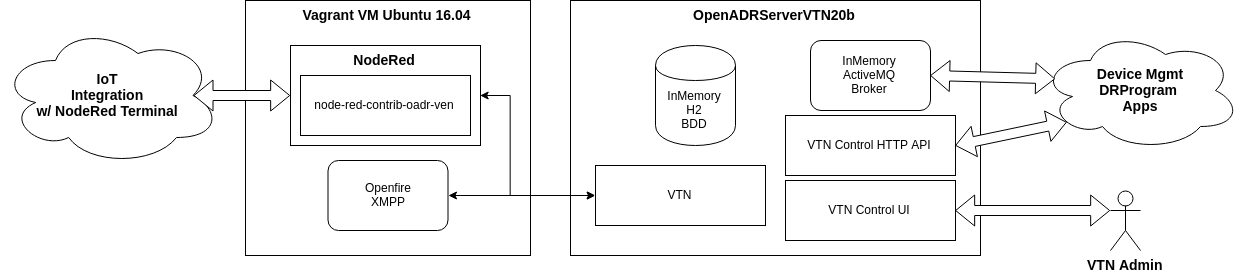 Vagrant VM Ubuntu 16.04
OpenADRServerVTN20b
NodeRed
node-red-contrib-oadr-ven
IoT
Integration
w/ NodeRed Terminal
Openfire
XMPP
InMemory
H2
BDD
InMemory
ActiveMQ
Broker
VTN Control HTTP API
VTN
VTN Control UI
Device Mgmt
DRProgram
Apps
VTN Admin